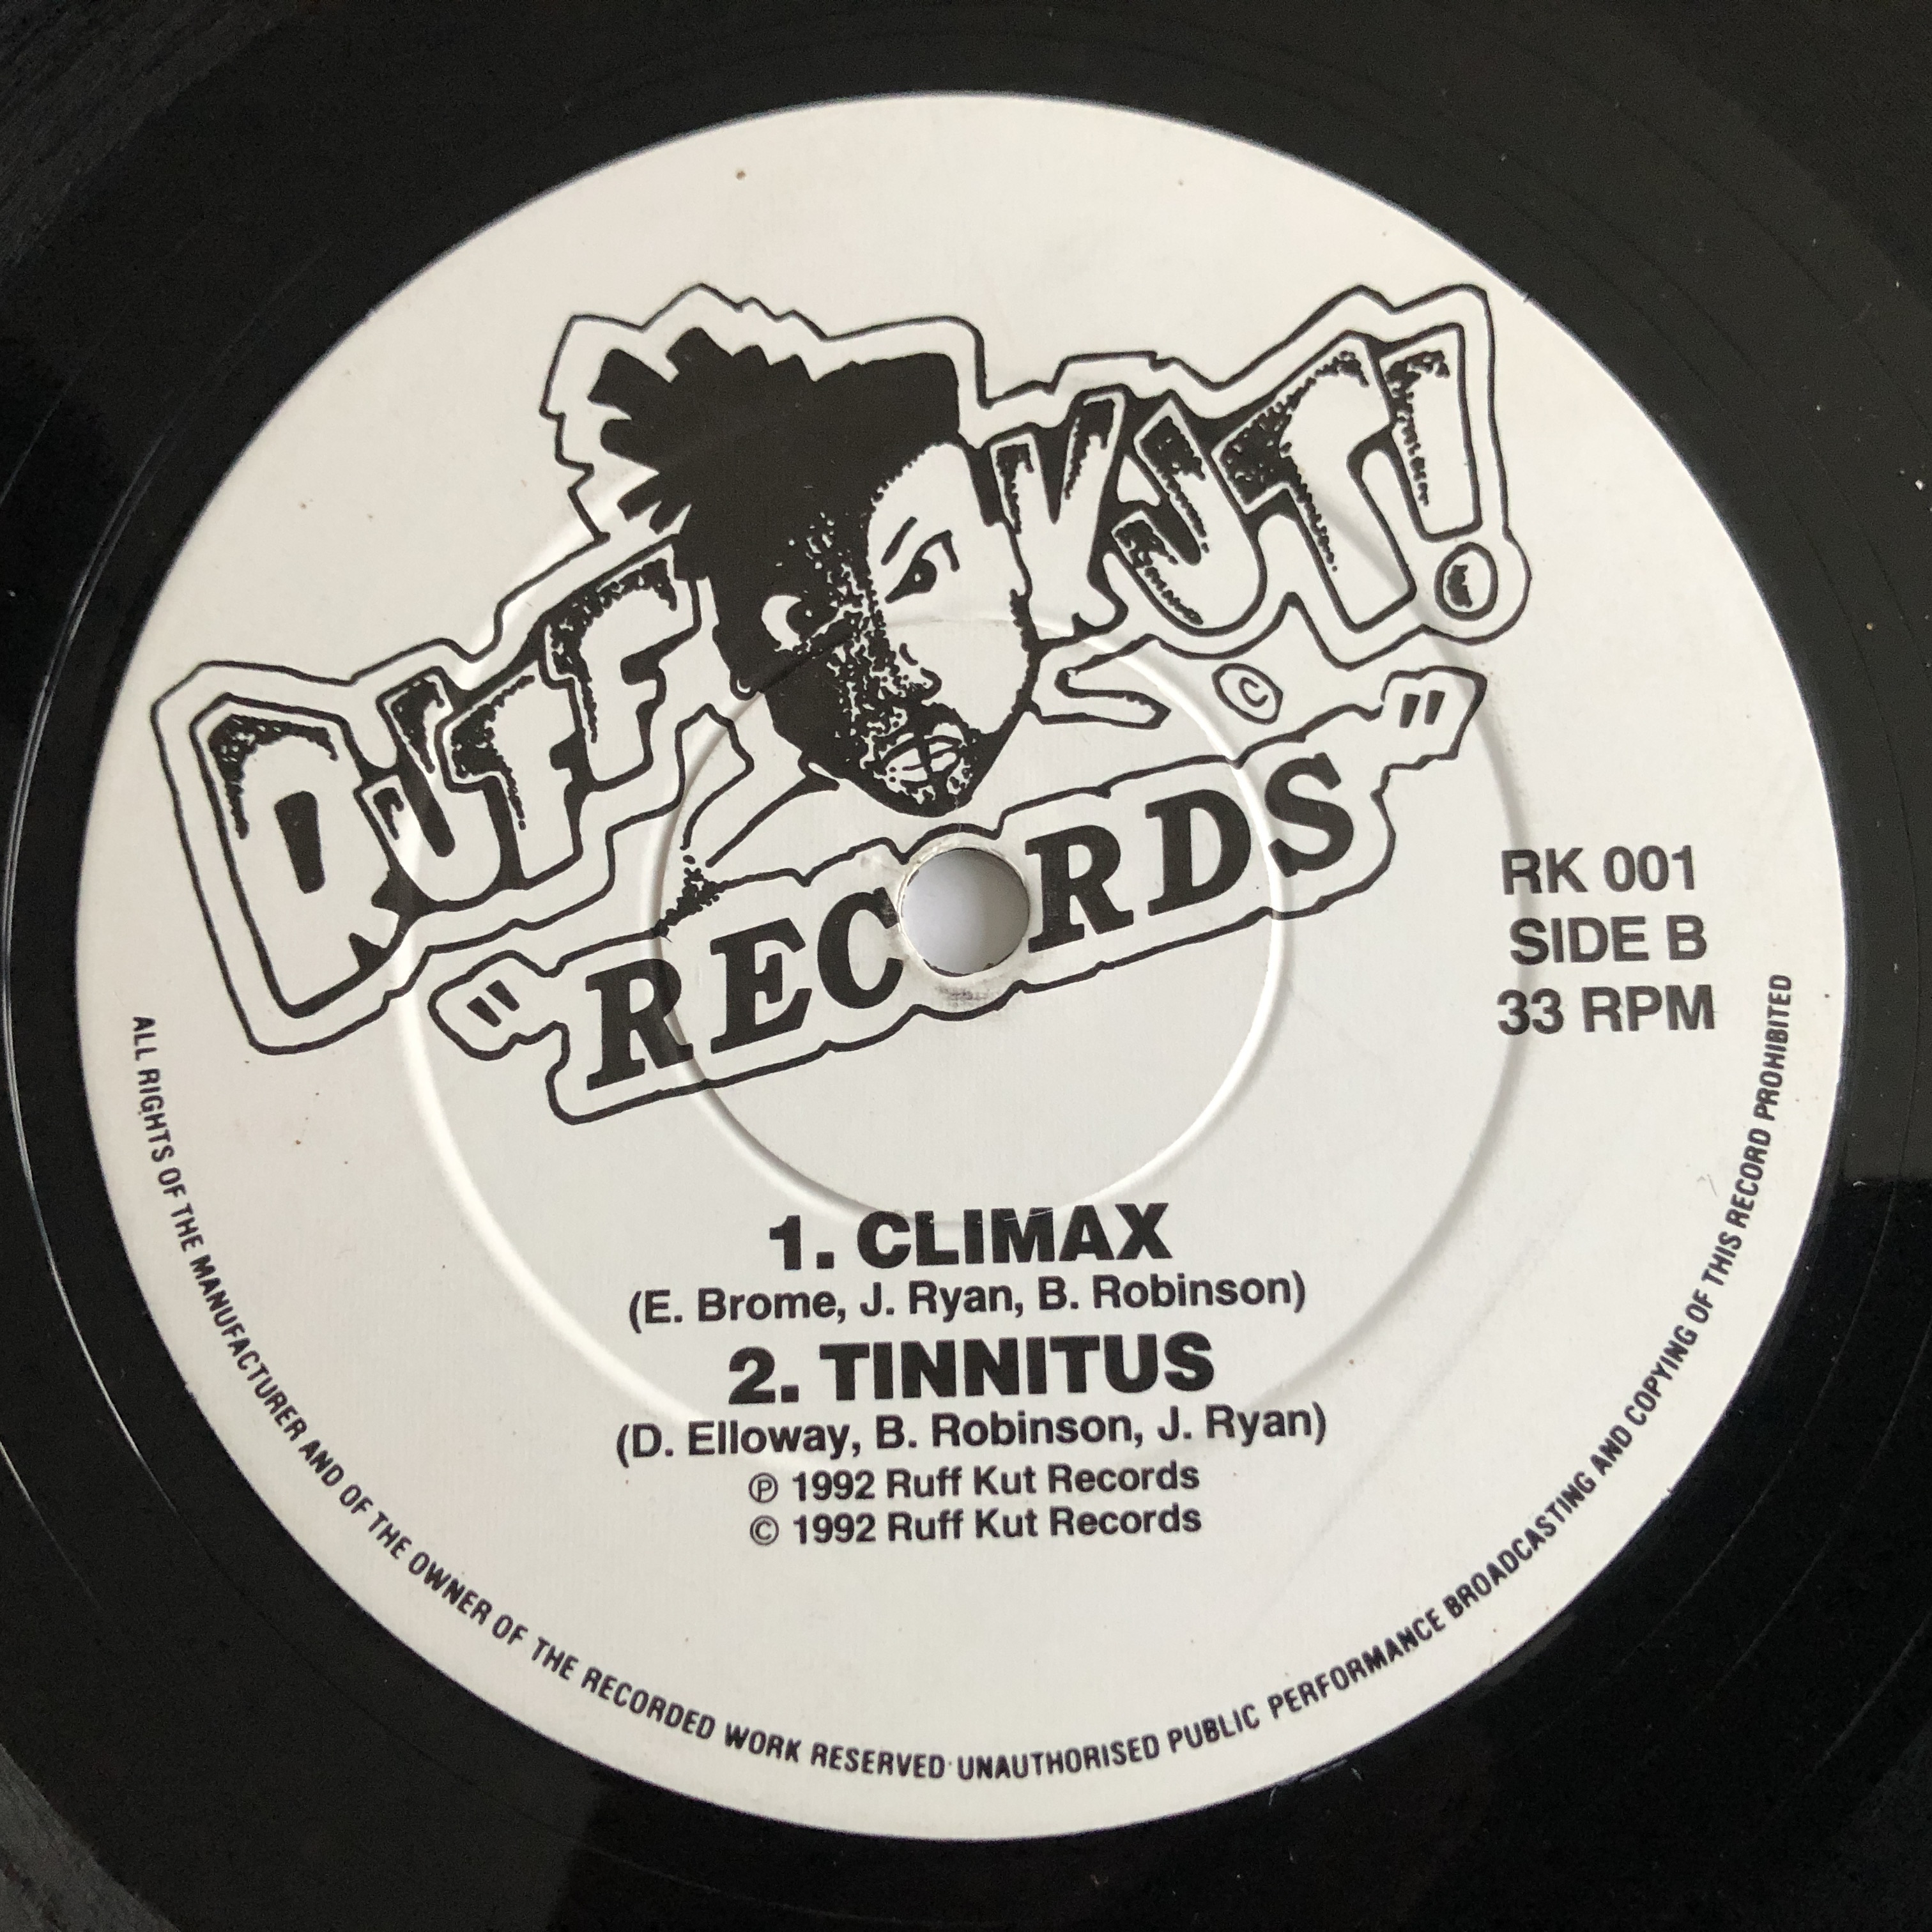 RUFF KUT!
©
"RECORDS"
RK 001
SIDE B
33 RPM
1. CLIMAX
(E. Brome, J. Ryan, B. Robinson)
2. TINNITUS
(D. Elloway, B. Robinson, J. Ryan)
℗ 1992 Ruff Kut Records
© 1992 Ruff Kut Records
ALL RIGHTS OF THE MANUFACTURER AND OF THE OWNER OF THE RECORDED WORK RESERVED · UNAUTHORISED PUBLIC PERFORMANCE BROADCASTING AND COPYING OF THIS RECORD PROHIBITED